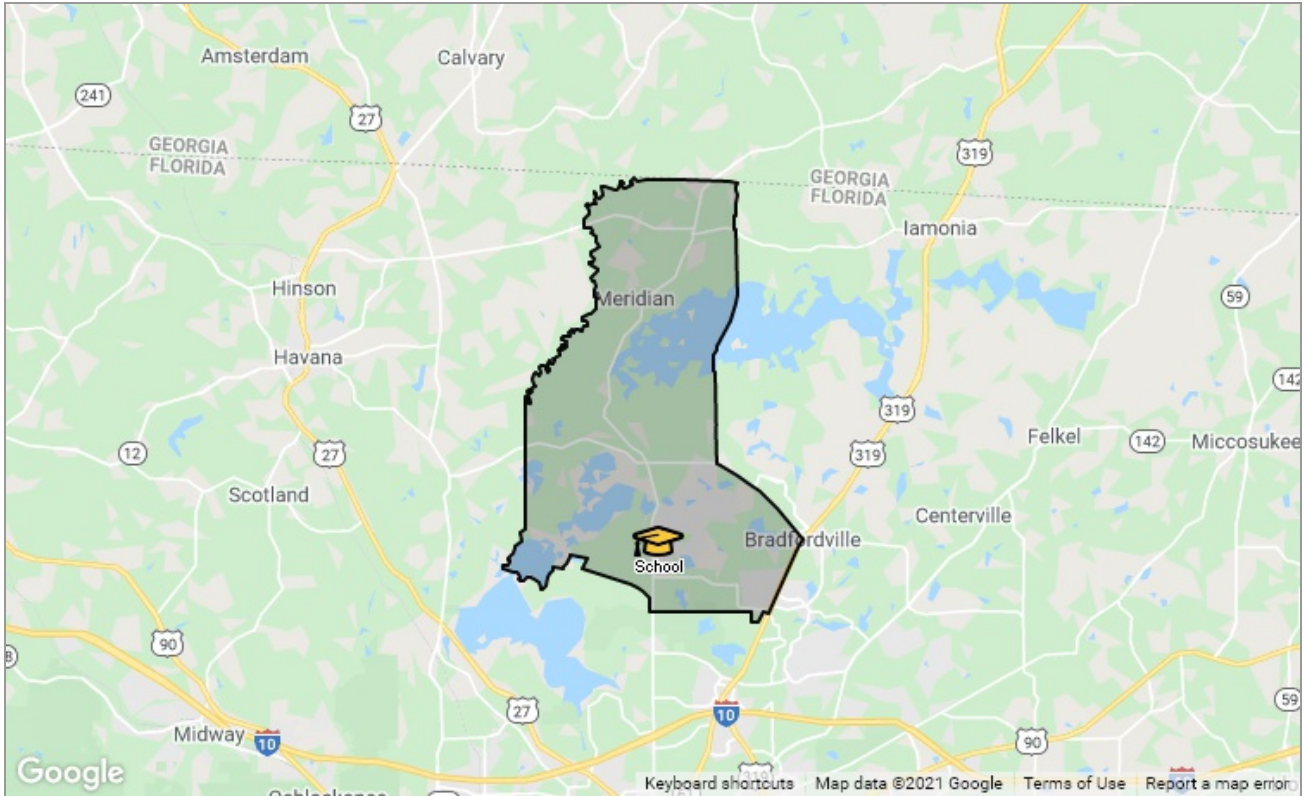 Amsterdam
Calvary
241
27
GEORGIA
FLORIDA
319
GEORGIA
FLORIDA
Iamonia
Hinson
Meridian
59
Havana
142
319
12
27
319
Felkel
142
Miccosukee
Scotland
Centerville
Bradfordville
School
90
8
27
59
10
Midway
10
90
319
Google
Keyboard shortcuts
Map data ©2021 Google
Terms of Use
Report a map error